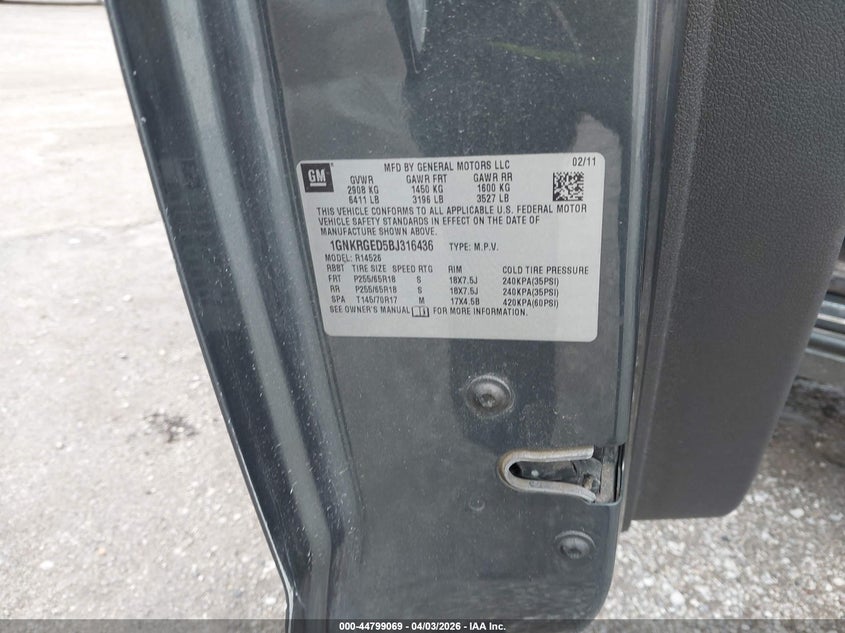 MFD BY GENERAL MOTORS LLC 02/11
GM
GVWR GAWR FRT GAWR RR
2908 KG 1450 KG 1600 KG
6411 LB 3196 LB 3527 LB
THIS VEHICLE CONFORMS TO ALL APPLICABLE U.S. FEDERAL MOTOR
VEHICLE SAFETY STANDARDS IN EFFECT ON THE DATE OF
MANUFACTURE SHOWN ABOVE.
1GNKRGED5BJ316436 TYPE: M.P.V.
MODEL: R14526
RBBT TIRE SIZE SPEED RTG RIM COLD TIRE PRESSURE
FRT P255/65R18 S 18X7.5J 240KPA(35PSI)
RR P255/65R18 S 18X7.5J 240KPA(35PSI)
SPA T145/70R17 M 17X4.5B 420KPA(60PSI)
SEE OWNER'S MANUAL FOR MORE INFORMATION.
000-44799069 | 04/03/2026 | IAA Inc.